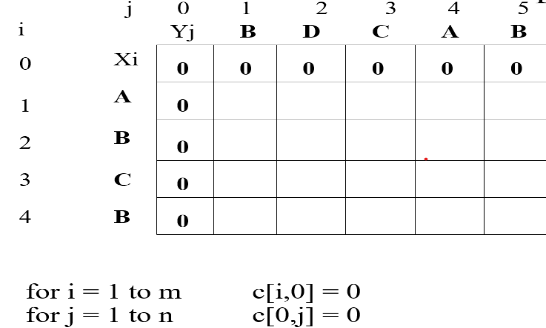 j 0 1 2 3 4 5
i Yj B D C A B
0 Xi 0 0 0 0 0 0
1 A 0
2 B 0
3 C 0
4 B 0
for i = 1 to m c[i,0] = 0
for j = 1 to n c[0,j] = 0